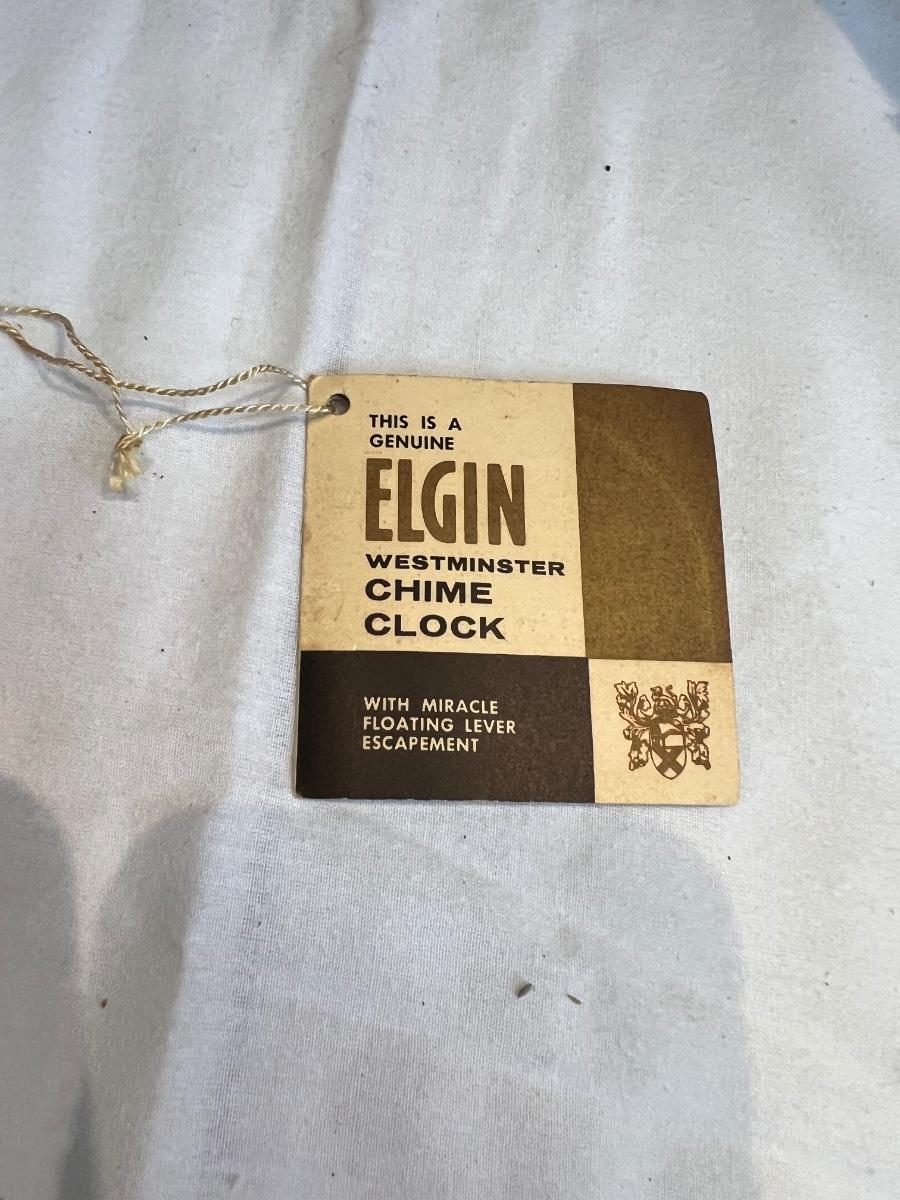 THIS IS A
GENUINE
ELGIN
WESTMINSTER
CHIME
CLOCK
WITH MIRACLE
FLOATING LEVER
ESCAPEMENT